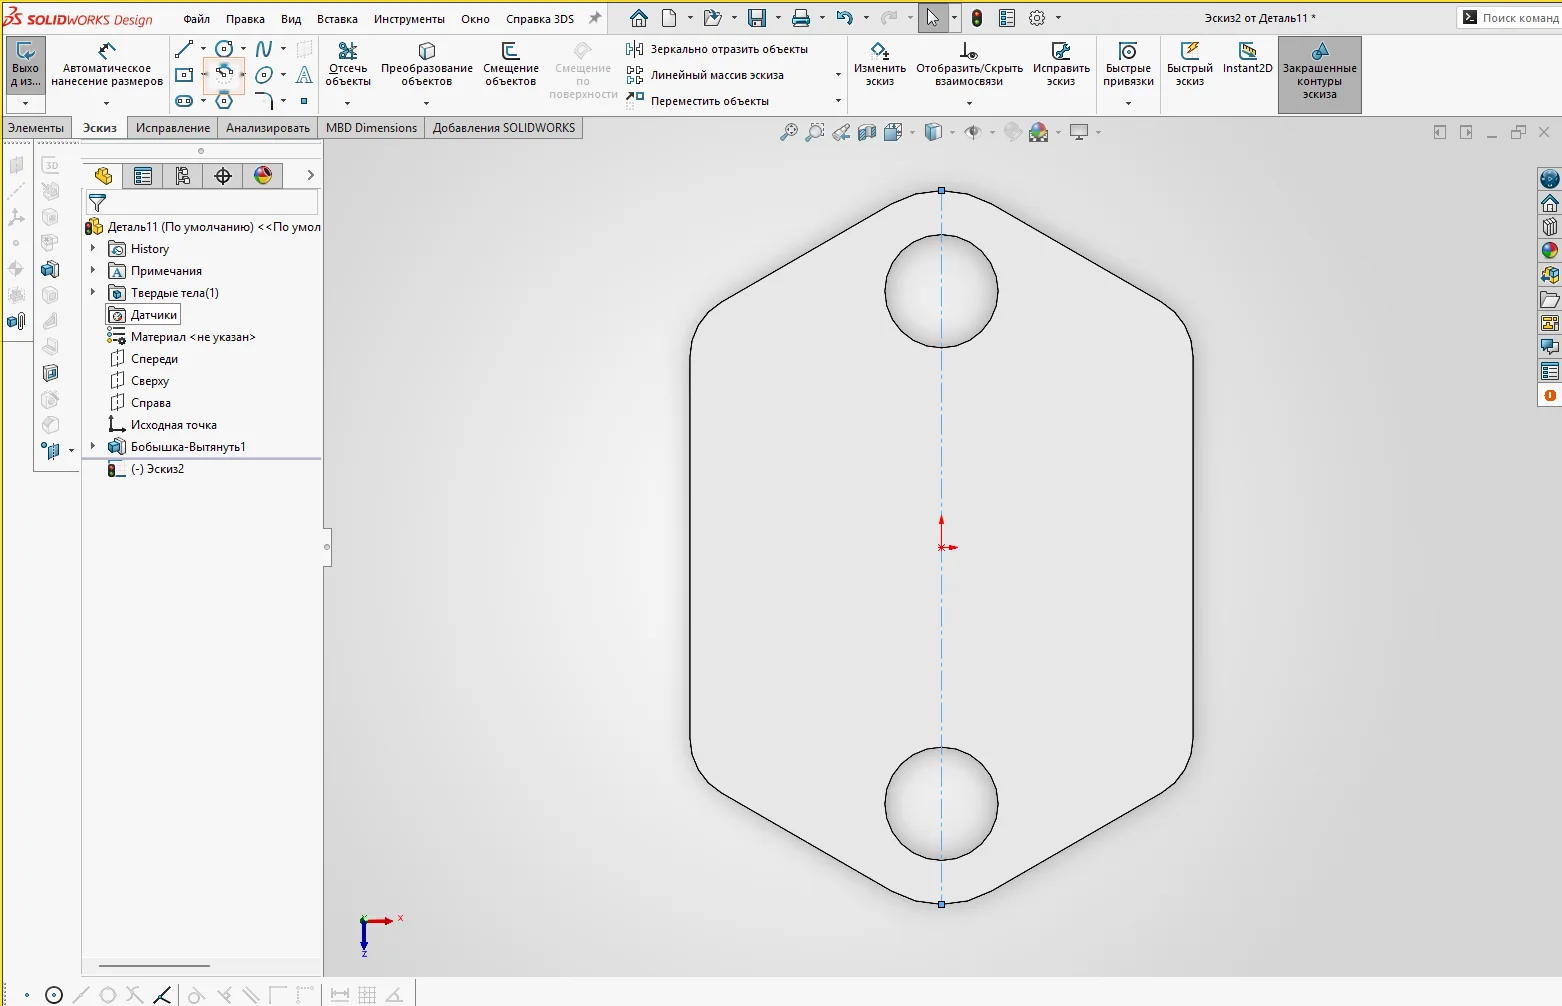 SOLIDWORKS Design
Файл Правка Вид Вставка Инструменты Окно Справка 3DS
Эскиз2 от Деталь11 *
Поиск команд
Выхо
д из...
Автоматическое
нанесение размеров
Отсечь
объекты
Преобразование
объектов
Смещение
объектов
Смещение
по
поверхности
Зеркально отразить объекты
Линейный массив эскиза
Переместить объекты
Изменить
эскиз
Отобразить/Скрыть
взаимосвязи
Исправить
эскиз
Быстрые
привязки
Быстрый
эскиз
Instant2D
Закрашенные
контуры
эскиза
Элементы Эскиз Исправление Анализировать MBD Dimensions Добавления SOLIDWORKS
3D
Деталь11 (По умолчанию) <<По умол
History
Примечания
Твердые тела(1)
Датчики
Материал <не указан>
Спереди
Сверху
Справа
Исходная точка
Бобышка-Вытянуть1
(-) Эскиз2
Y
X
Z